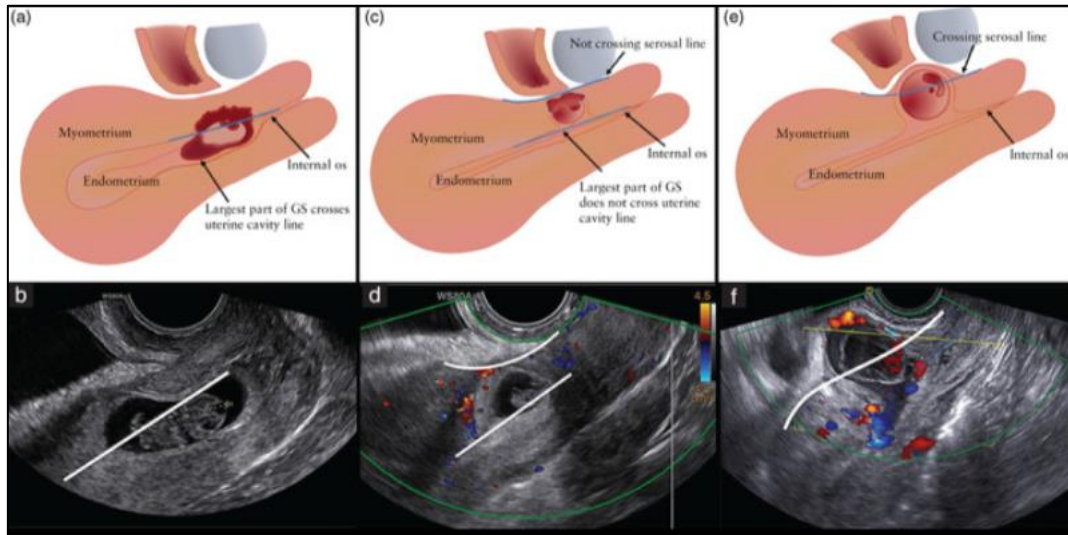 (a)
Myometrium
Endometrium
Internal os
Largest part of GS crosses
uterine cavity line
(c)
Not crossing serosal line
Myometrium
Endometrium
Internal os
Largest part of GS
does not cross uterine
cavity line
(e)
Crossing serosal line
Myometrium
Endometrium
Internal os
b
d
WS80A
4.5
f